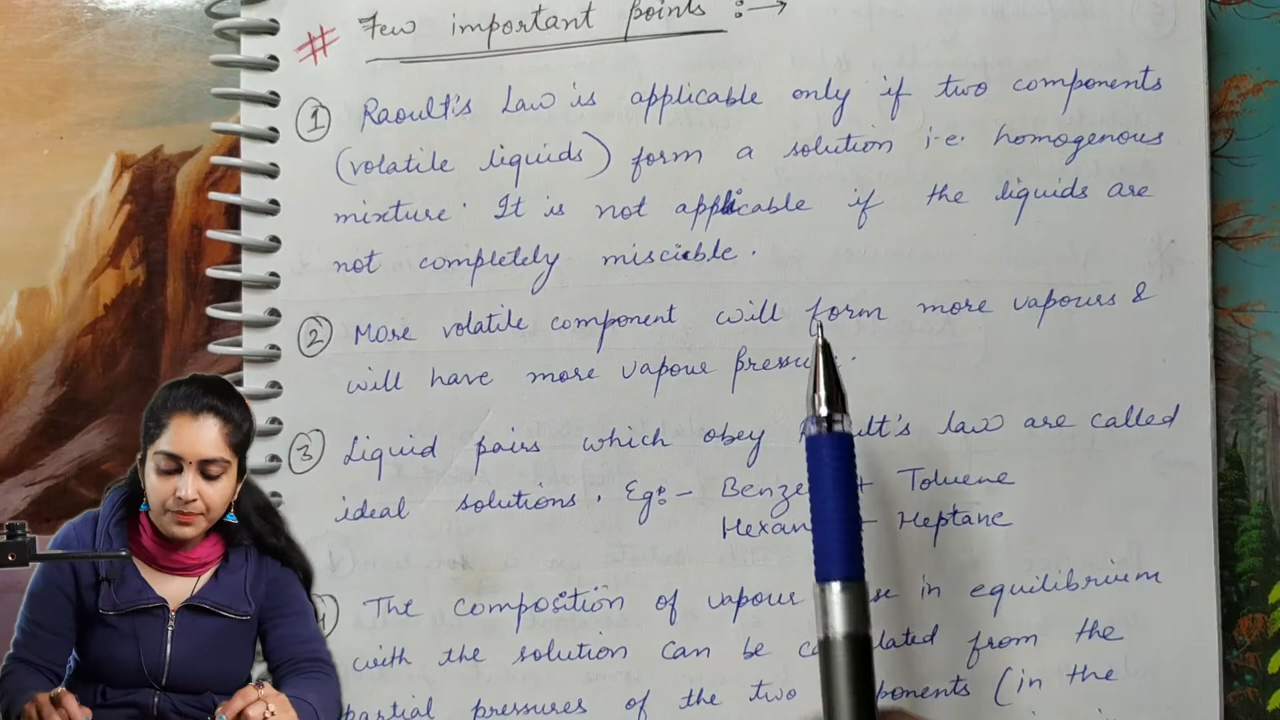 # Few important points :→
① Raoult's Law is applicable only if two components
(volatile liquids) form a solution i.e. homogenous
mixture. It is not applicable if the liquids are
not completely miscible.
② More volatile component will form more vapours &
will have more vapour
③ Liquid pairs which obey law are called
ideal solutions. Eg:- + Toluene
+ Heptane
The composition of vapour in equilibrium
with the solution can be from the
partial pressures of the two (in the